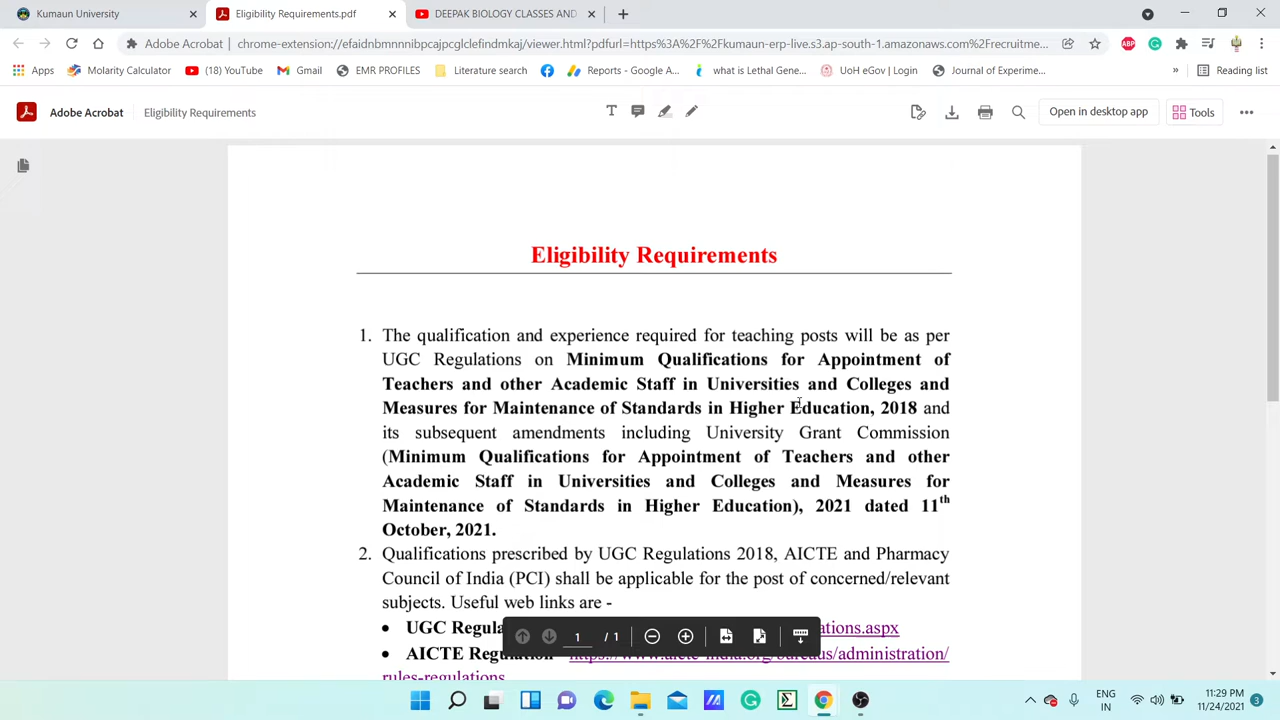 Kumaun University
Eligibility Requirements.pdf
DEEPAK BIOLOGY CLASSES AND
Adobe Acrobat | chrome-extension://efaidnbmnnnibpcajpcglclefindmkaj/viewer.html?pdfurl=https%3A%2F%2Fkumaun-erp-live.s3.ap-south-1.amazonaws.com%2Frecruitme...
Apps Molarity Calculator (18) YouTube Gmail EMR PROFILES Literature search Reports - Google A... what is Lethal Gene... UoH eGov | Login Journal of Experime... » Reading list
Adobe Acrobat Eligibility Requirements Open in desktop app Tools
Eligibility Requirements
1. The qualification and experience required for teaching posts will be as per
UGC Regulations on Minimum Qualifications for Appointment of
Teachers and other Academic Staff in Universities and Colleges and
Measures for Maintenance of Standards in Higher Education, 2018 and
its subsequent amendments including University Grant Commission
(Minimum Qualifications for Appointment of Teachers and other
Academic Staff in Universities and Colleges and Measures for
Maintenance of Standards in Higher Education), 2021 dated 11th
October, 2021.
2. Qualifications prescribed by UGC Regulations 2018, AICTE and Pharmacy
Council of India (PCI) shall be applicable for the post of concerned/relevant
subjects. Useful web links are -
• UGC Regula ations.aspx
1 / 1
• AICTE Regulation https://www.aicte-india.org/bureaus/administration/
rules-regulations
ENG
IN
11:29 PM
11/24/2021
3